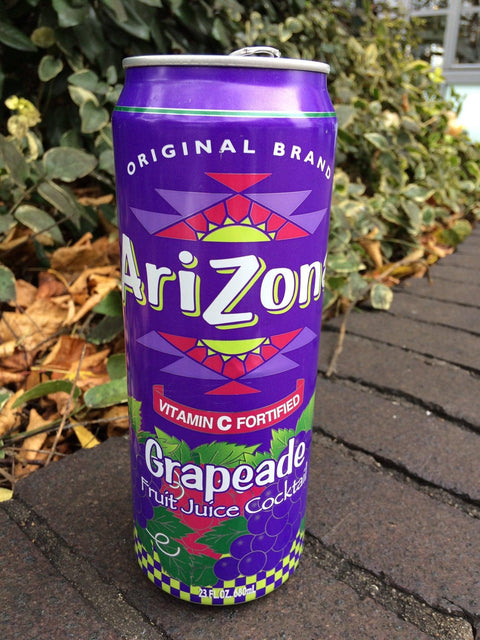 ORIGINAL BRAND
AriZona
VITAMIN C FORTIFIED
Grapeade
Fruit Juice Cocktail
23 FL OZ 680ml